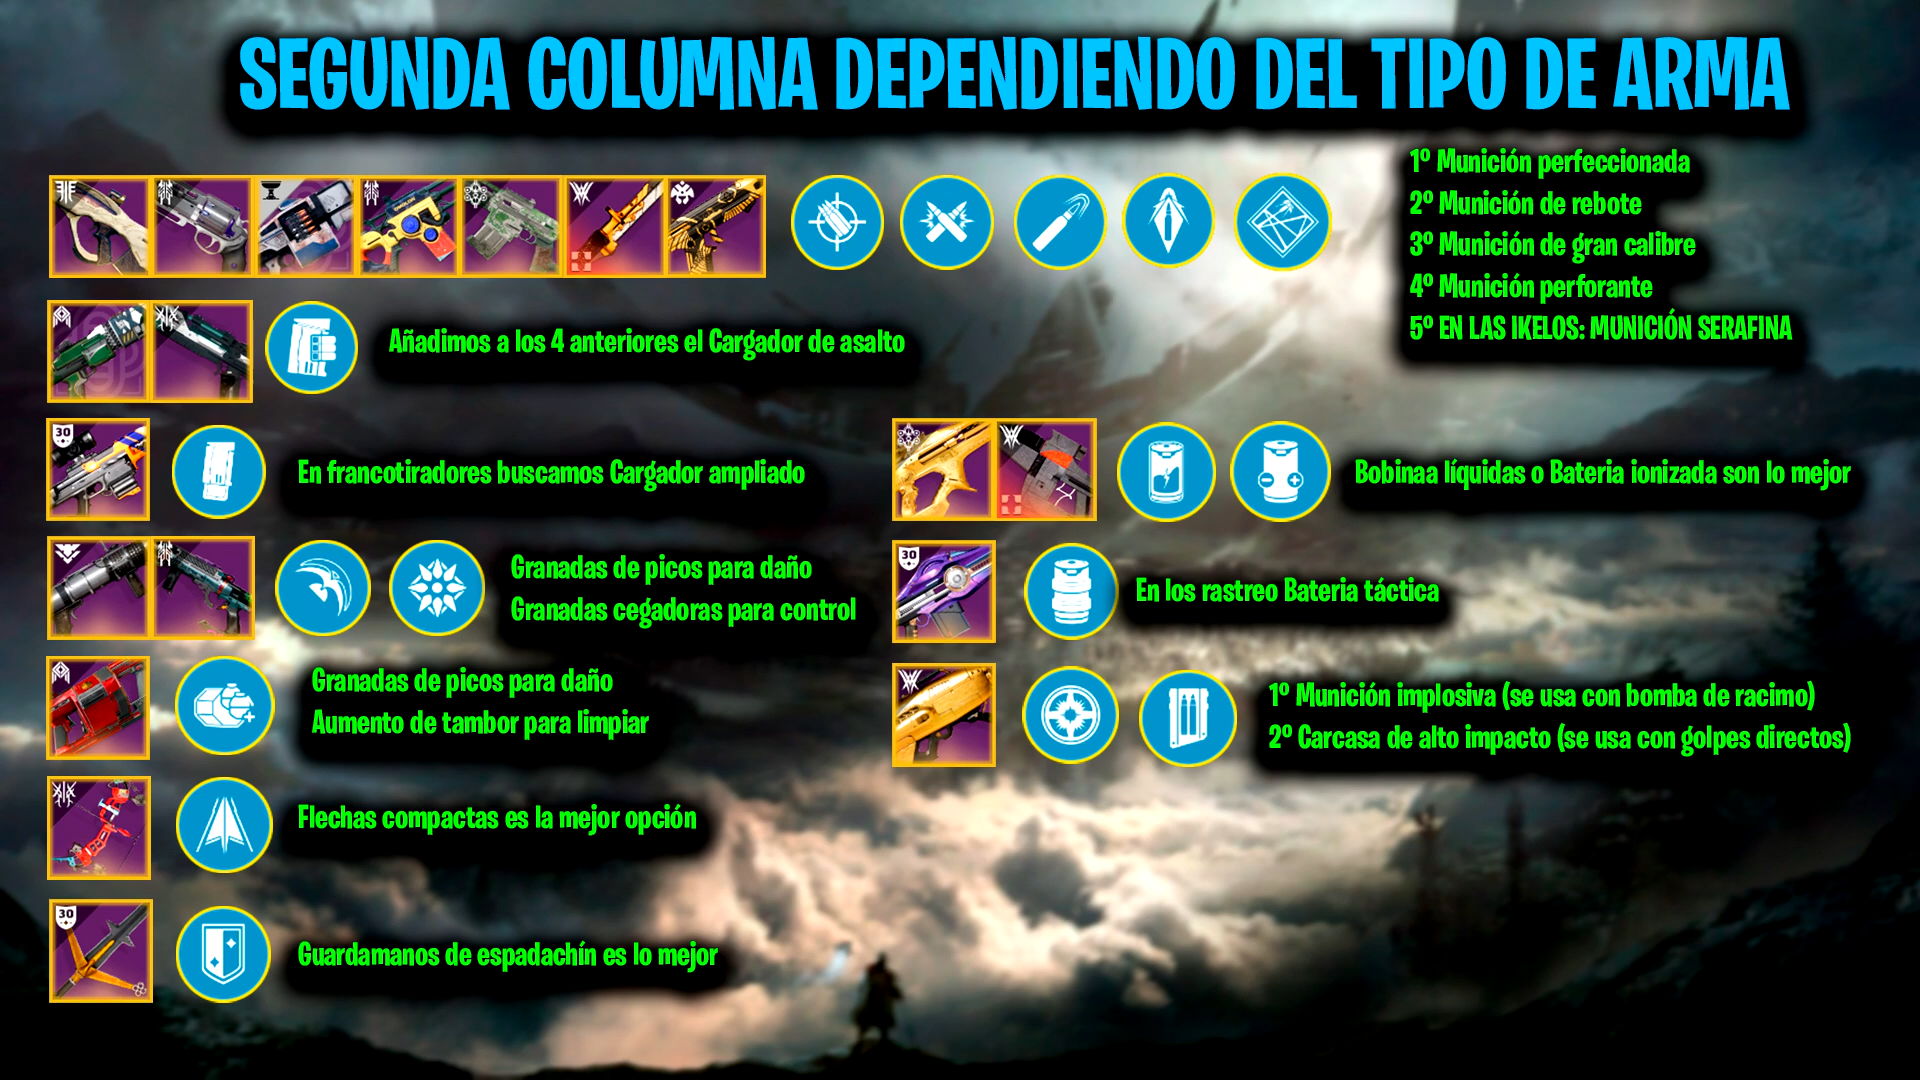 SEGUNDA COLUMNA DEPENDIENDO DEL TIPO DE ARMA
1º Munición perfeccionada
2º Munición de rebote
3º Munición de gran calibre
4º Munición perforante
5º EN LAS IKELOS: MUNICIÓN SERAFINA
Añadimos a los 4 anteriores el Cargador de asalto
30
En francotiradores buscamos Cargador ampliado
Bobinaa líquidas o Bateria ionizada son lo mejor
Granadas de picos para daño
Granadas cegadoras para control
30
En los rastreo Bateria táctica
Granadas de picos para daño
Aumento de tambor para limpiar
1º Munición implosiva (se usa con bomba de racimo)
2º Carcasa de alto impacto (se usa con golpes directos)
Flechas compactas es la mejor opción
30
Guardamanos de espadachín es lo mejor